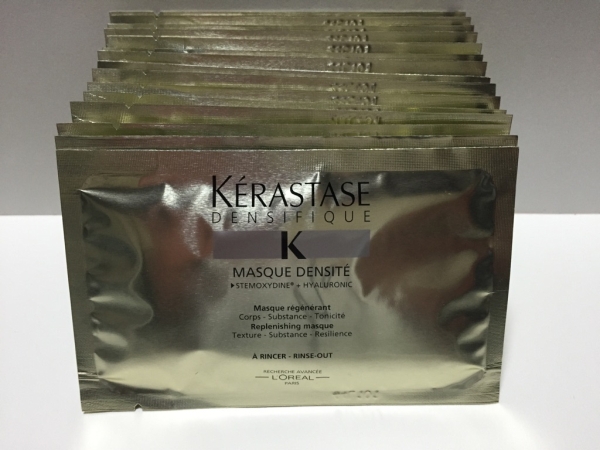 KÉRASTASE
DENSIFIQUE
K
MASQUE DENSITÉ
STEMOXYDINE® + HYALURONIC
Masque régénérant
Corps - Substance - Tonicité
Replenishing masque
Texture - Substance - Resilience
À RINCER - RINSE-OUT
RECHERCHE AVANCÉE
L'ORÉAL
PARIS